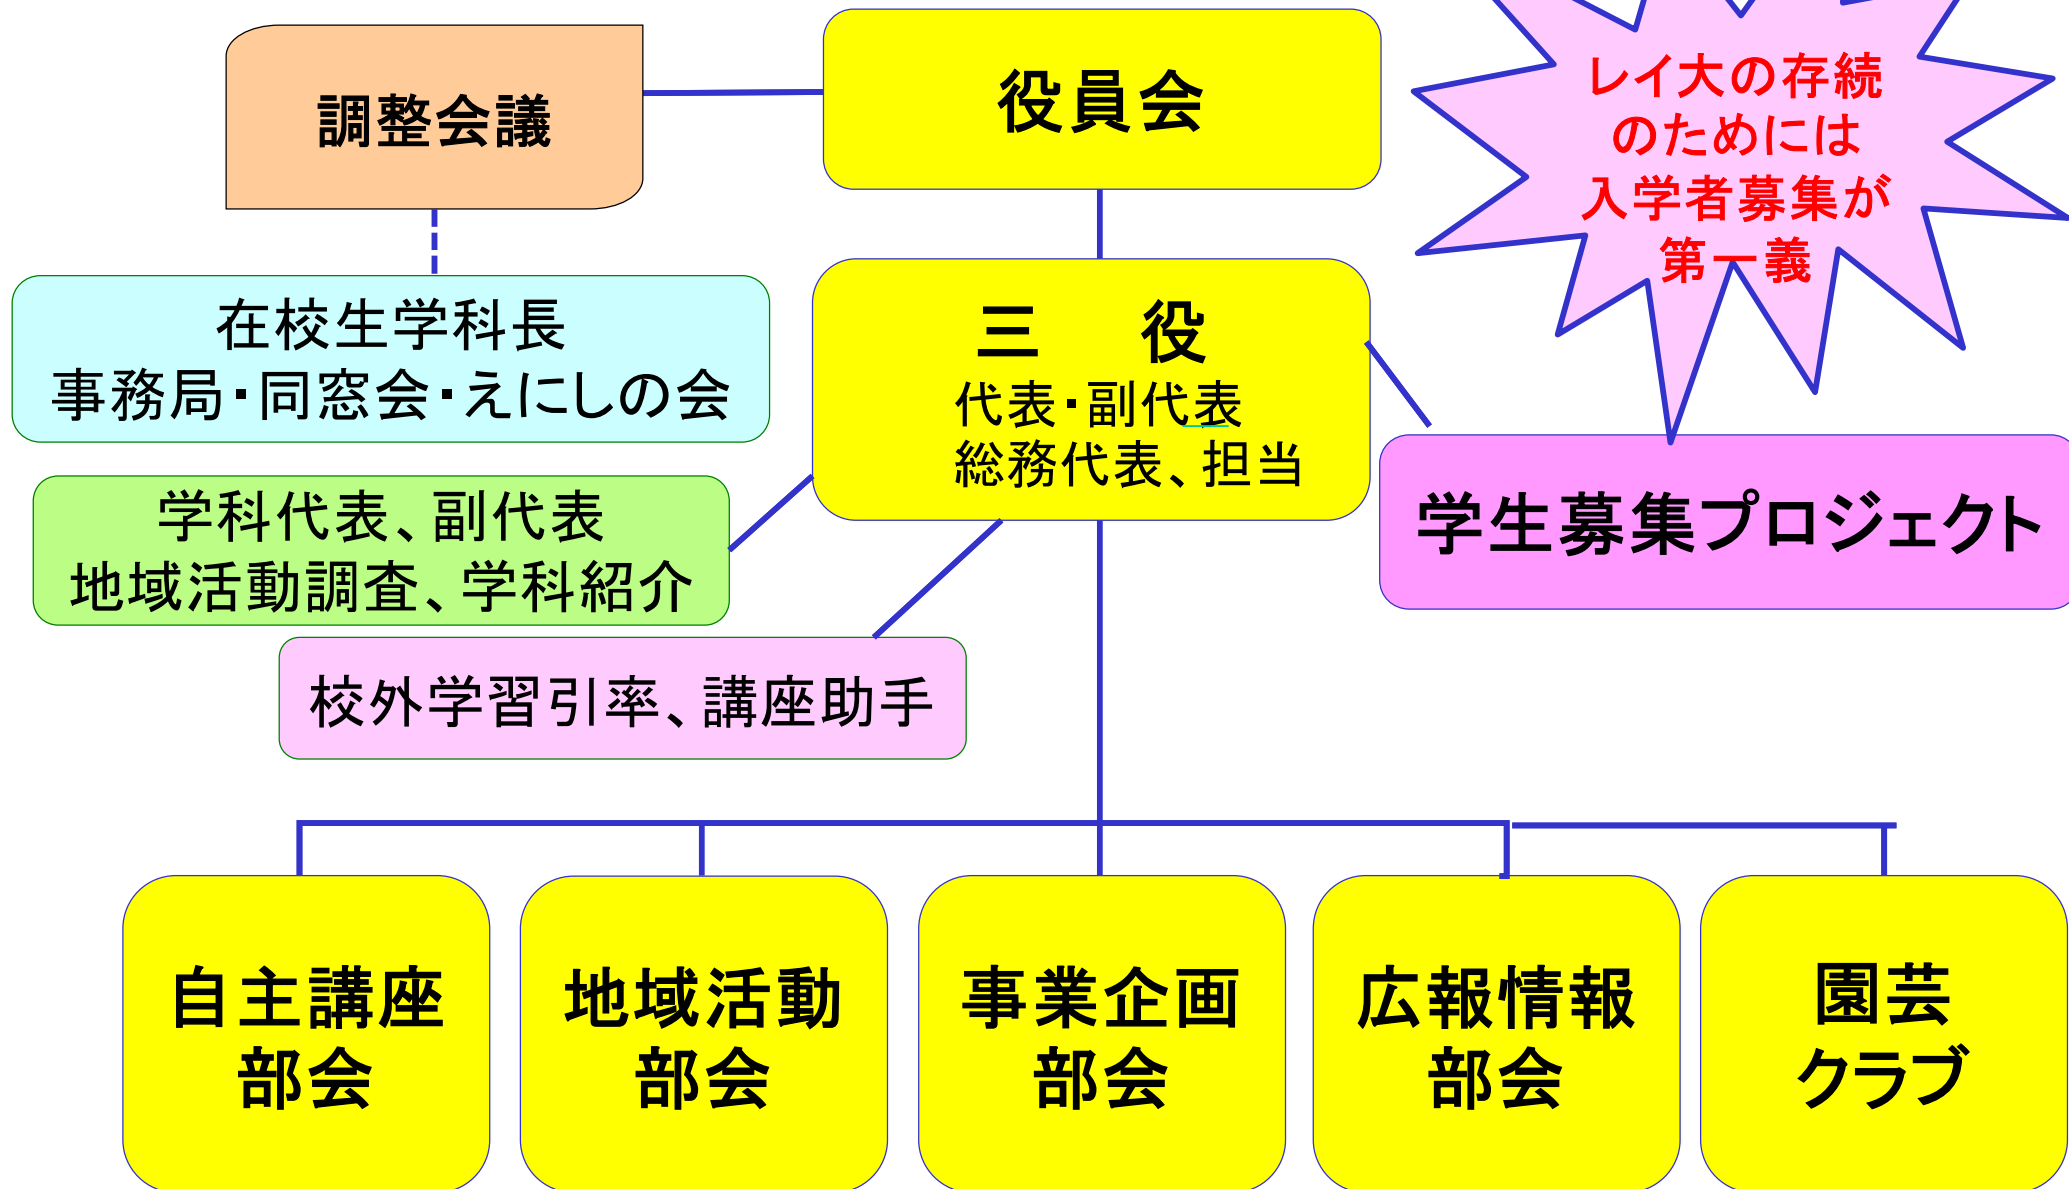 調整会議
役員会
レイ大の存続
のためには
入学者募集が
第一義
在校生学科長
事務局・同窓会・えにしの会
三 役
代表・副代表
総務代表、担当
学科代表、副代表
地域活動調査、学科紹介
学生募集プロジェクト
校外学習引率、講座助手
自主講座
部会
地域活動
部会
事業企画
部会
広報情報
部会
園芸
クラブ